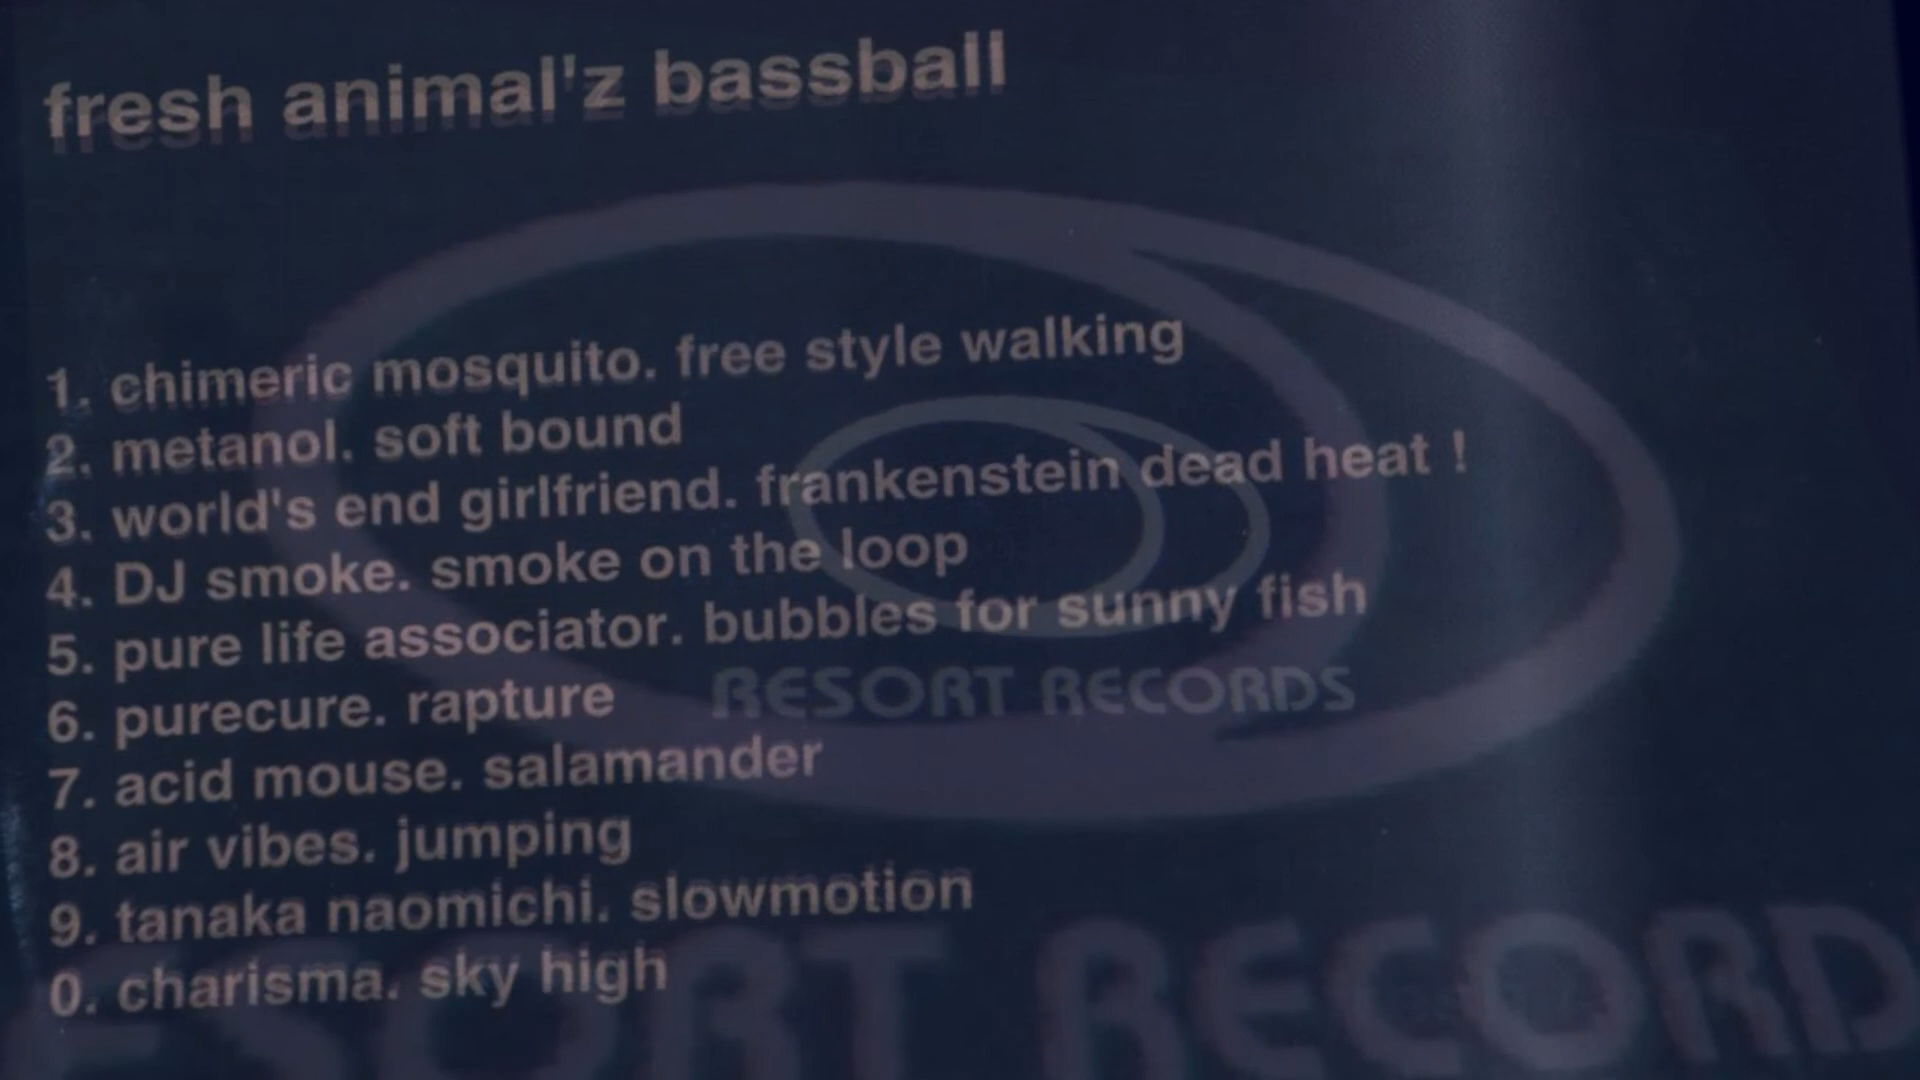 fresh animal'z bassball
1. chimeric mosquito. free style walking
2. metanol. soft bound
3. world's end girlfriend. frankenstein dead heat !
4. DJ smoke. smoke on the loop
5. pure life associator. bubbles for sunny fish
6. purecure. rapture
RESORT RECORDS
7. acid mouse. salamander
8. air vibes. jumping
9. tanaka naomichi. slowmotion
0. charisma. sky high
ESORT RECORD